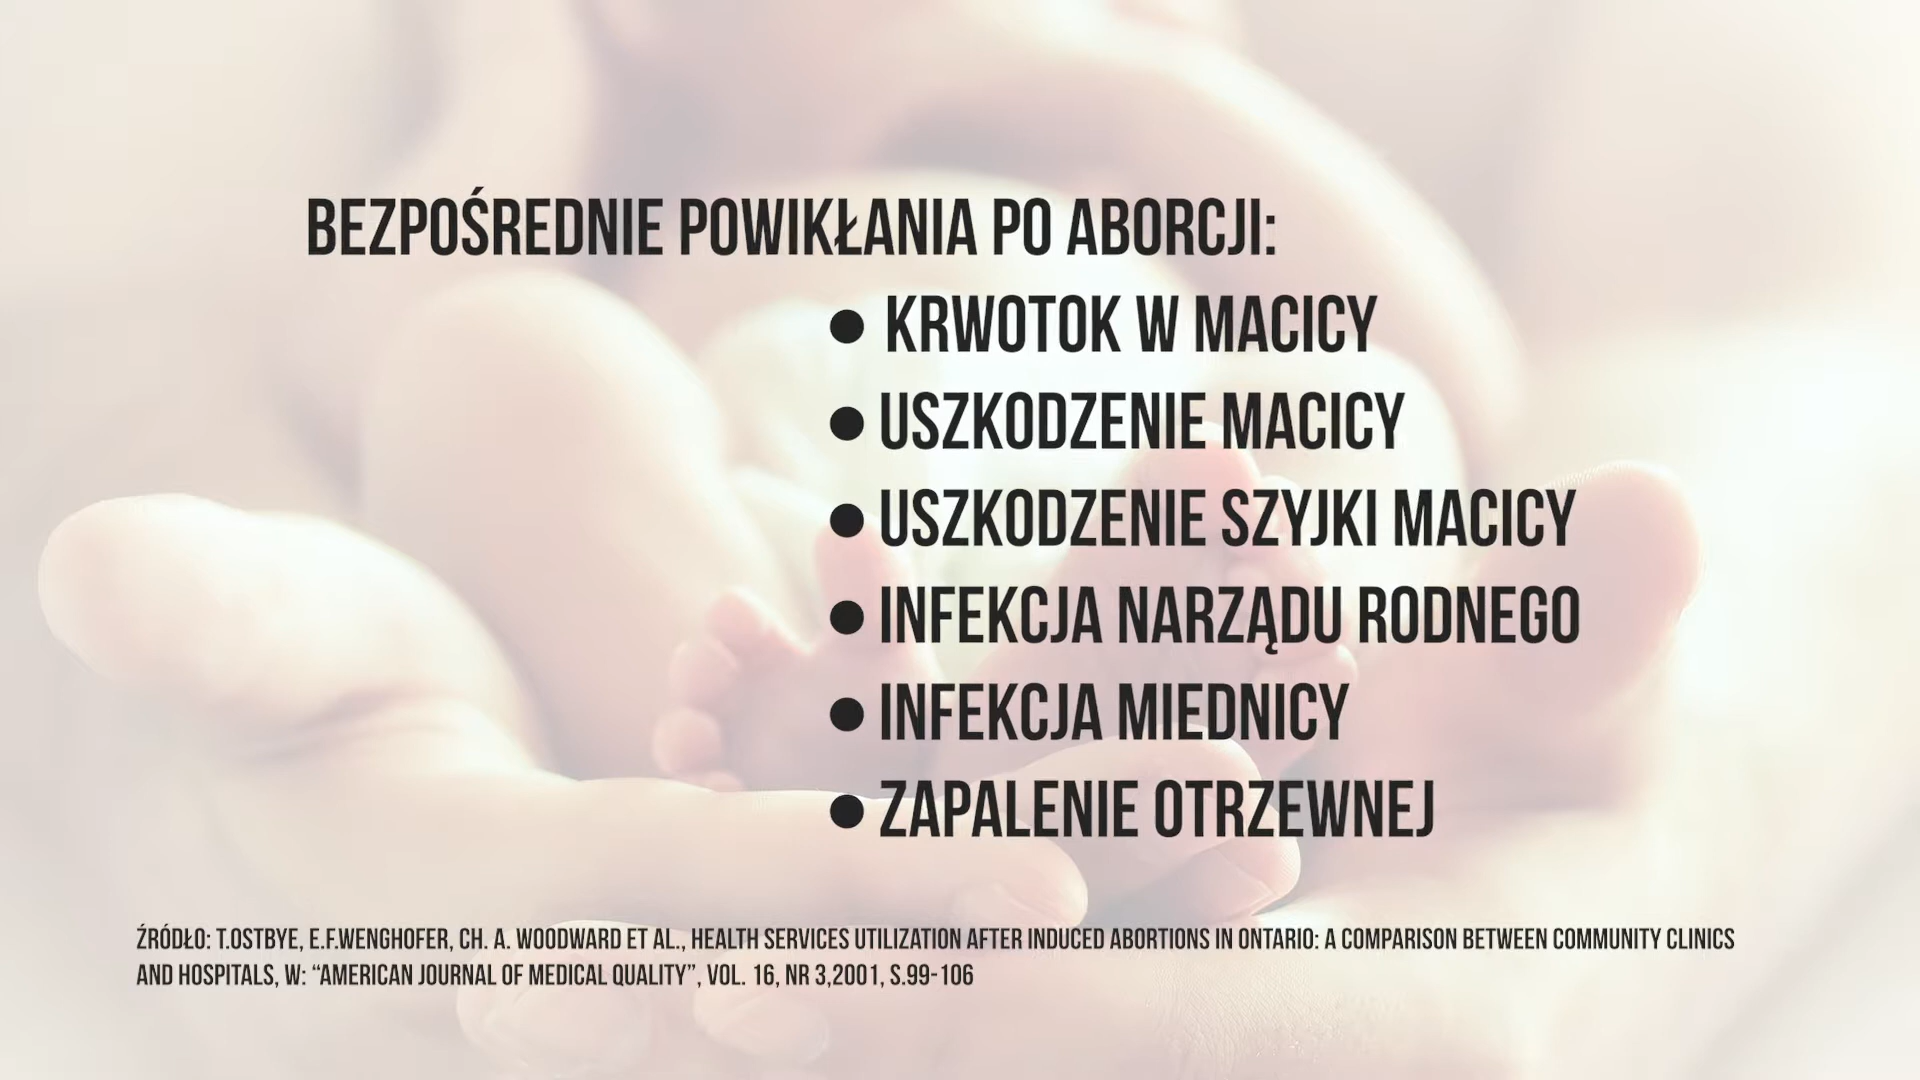 BEZPOŚREDNIE POWIKŁANIA PO ABORCJI:
● KRWOTOK W MACICY
● USZKODZENIE MACICY
● USZKODZENIE SZYJKI MACICY
● INFEKCJA NARZĄDU RODNEGO
● INFEKCJA MIEDNICY
● ZAPALENIE OTRZEWNEJ
ŹRÓDŁO: T.OSTBYE, E.F.WENGHOFER, CH. A. WOODWARD ET AL., HEALTH SERVICES UTILIZATION AFTER INDUCED ABORTIONS IN ONTARIO: A COMPARISON BETWEEN COMMUNITY CLINICS
AND HOSPITALS, W: “AMERICAN JOURNAL OF MEDICAL QUALITY”, VOL. 16, NR 3,2001, S.99-106